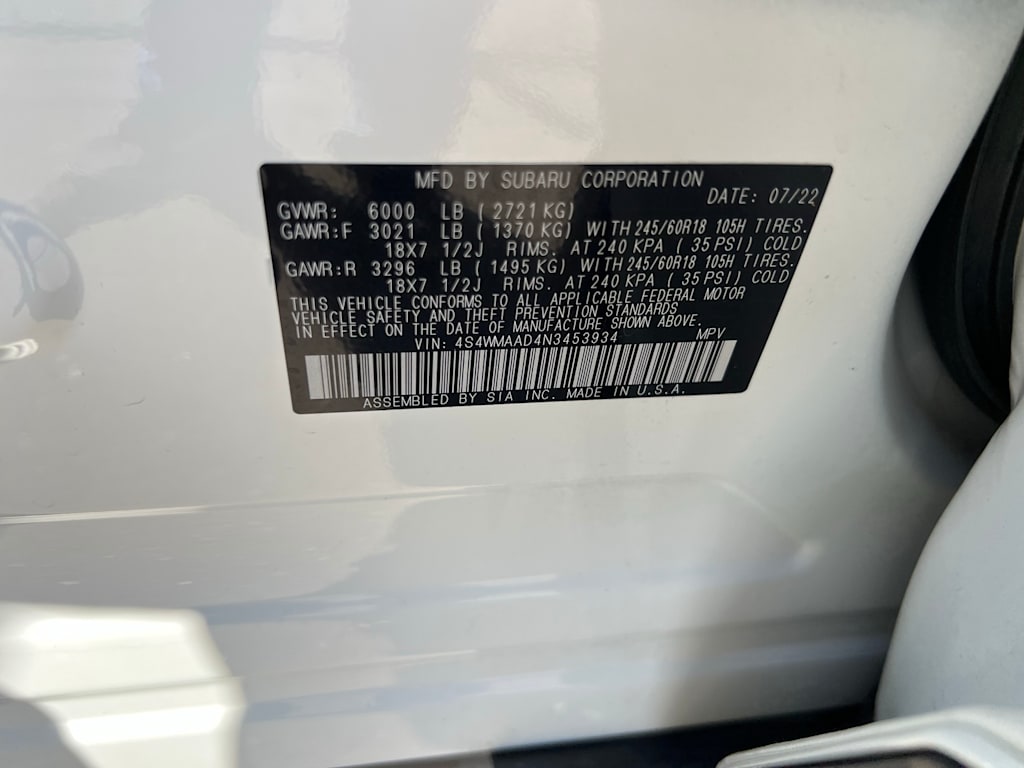 MFD BY SUBARU CORPORATION
DATE: 07/22
GVWR: 6000 LB ( 2721 KG)
GAWR:F 3021 LB ( 1370 KG) WITH 245/60R18 105H TIRES.
18X7 1/2J RIMS. AT 240 KPA ( 35 PSI) COLD
GAWR:R 3296 LB ( 1495 KG) WITH 245/60R18 105H TIRES.
18X7 1/2J RIMS. AT 240 KPA ( 35 PSI) COLD
THIS VEHICLE CONFORMS TO ALL APPLICABLE FEDERAL MOTOR
VEHICLE SAFETY AND THEFT PREVENTION STANDARDS
IN EFFECT ON THE DATE OF MANUFACTURE SHOWN ABOVE.
VIN: 4S4WMAAD4N3453934 MPV
ASSEMBLED BY SIA INC. MADE IN U.S.A.